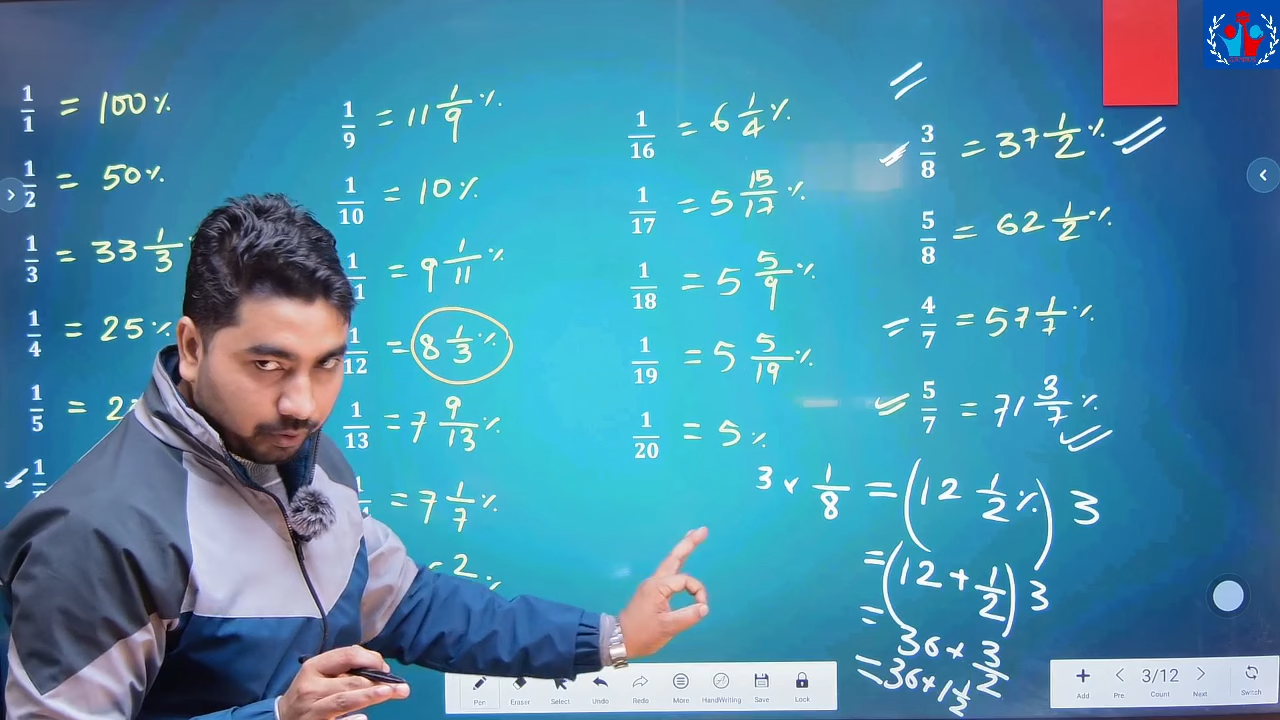 1/1 = 100%
1/2 = 50%
1/3 = 33 1/3
1/4 = 25%
1/5 = 2
1/9 = 11 1/9 %
1/10 = 10%
= 9 1/11 %
1/12 = 8 1/3 %
1/13 = 7 9/13 %
= 7 1/7 %
1/16 = 6 1/4 %
1/17 = 5 15/17 %
1/18 = 5 5/9 %
1/19 = 5 5/19 %
1/20 = 5%
3/8 = 37 1/2 %
5/8 = 62 1/2 %
4/7 = 57 1/7 %
5/7 = 71 3/7 %
3 × 1/8 = (12 1/2 %) 3
= (12 + 1/2) 3
= 36 + 3/2
= 36 + 1 1/2
Pen Eraser Select Undo Redo More HandWriting Save Lock
Add Pre. 3/12 Count Next Switch